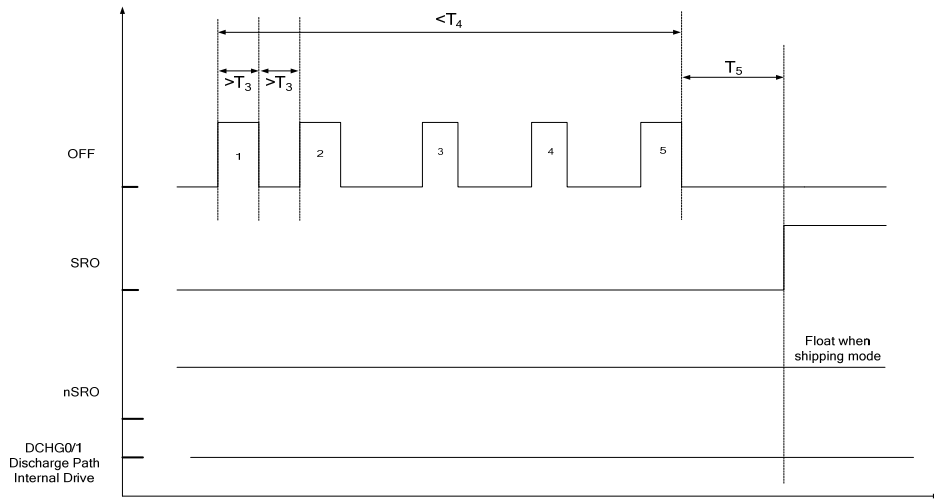 <T₄
>T₃
>T₃
T₅
OFF
1
2
3
4
5
SRO
Float when
shipping mode
nSRO
DCHG0/1
Discharge Path
Internal Drive